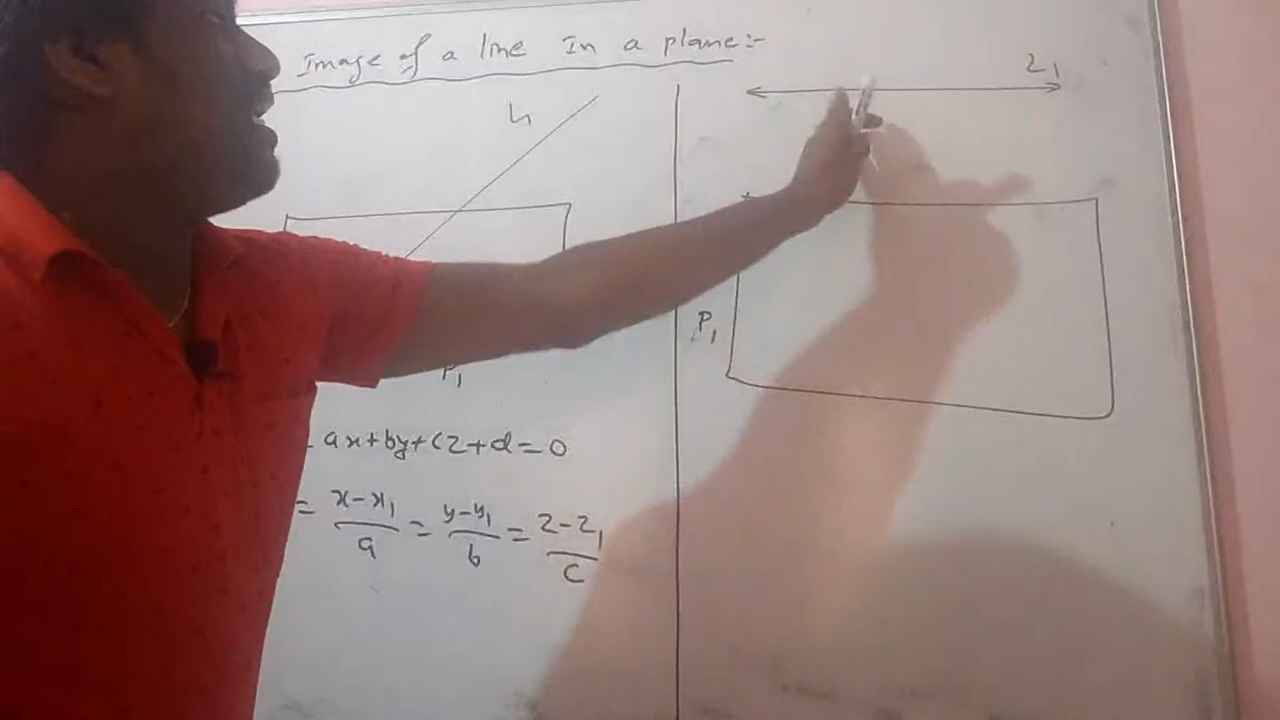 Image of a line In a plane:-
L1
L1
P1
P1
ax+by+cz+d=0
= x-x1/a = y-y1/b = z-z1/c